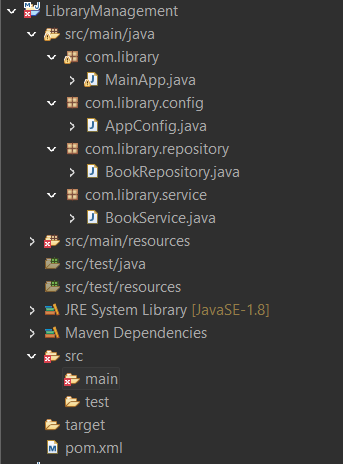 LibraryManagement
src/main/java
com.library
MainApp.java
com.library.config
AppConfig.java
com.library.repository
BookRepository.java
com.library.service
BookService.java
src/main/resources
src/test/java
src/test/resources
JRE System Library [JavaSE-1.8]
Maven Dependencies
src
main
test
target
pom.xml